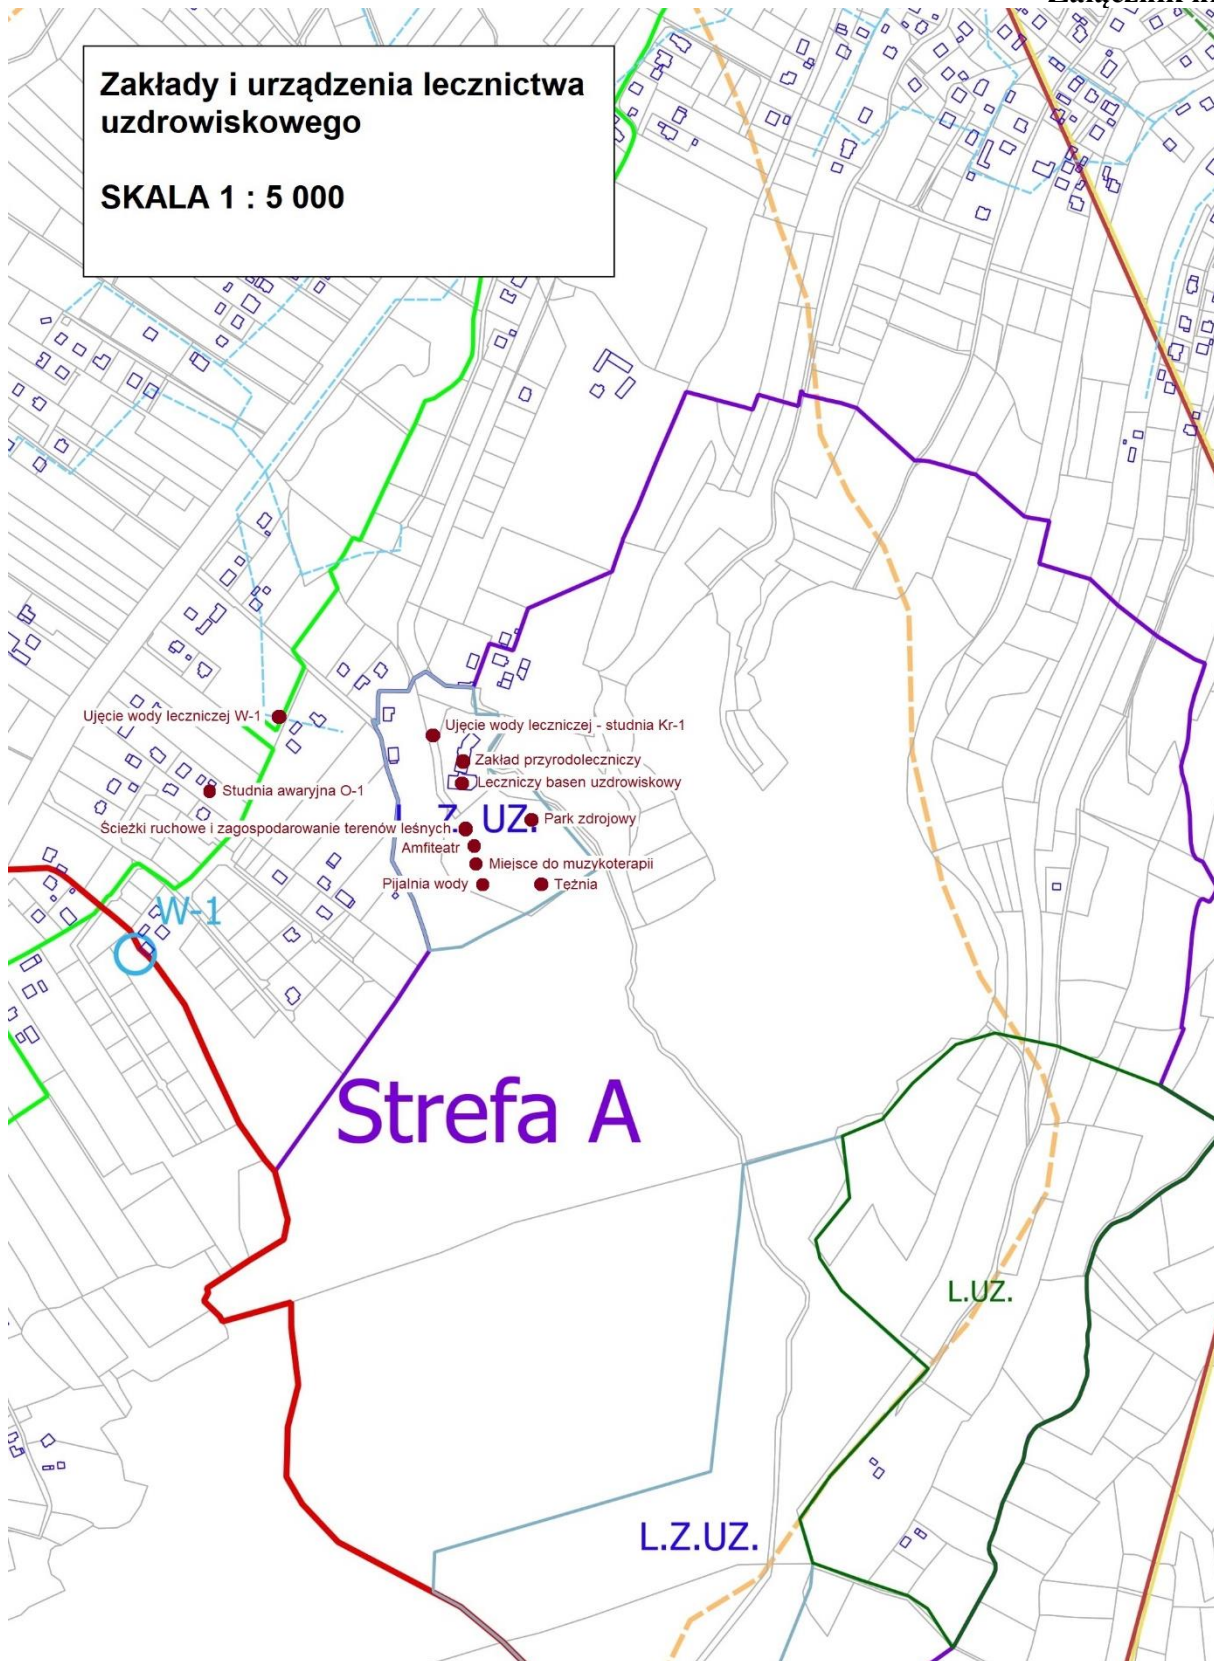 Zakłady i urządzenia lecznictwa
uzdrowiskowego
SKALA 1 : 5 000
Ujęcie wody leczniczej W-1
Ujęcie wody leczniczej - studnia Kr-1
Zakład przyrodoleczniczy
Leczniczy basen uzdrowiskowy
Studnia awaryjna O-1
UZ.
Park zdrojowy
Ścieżki ruchowe i zagospodarowanie terenów leśnych
Amfiteatr
Miejsce do muzykoterapii
Pijalnia wody
Tężnia
W-1
Strefa A
L.UZ.
L.Z.UZ.